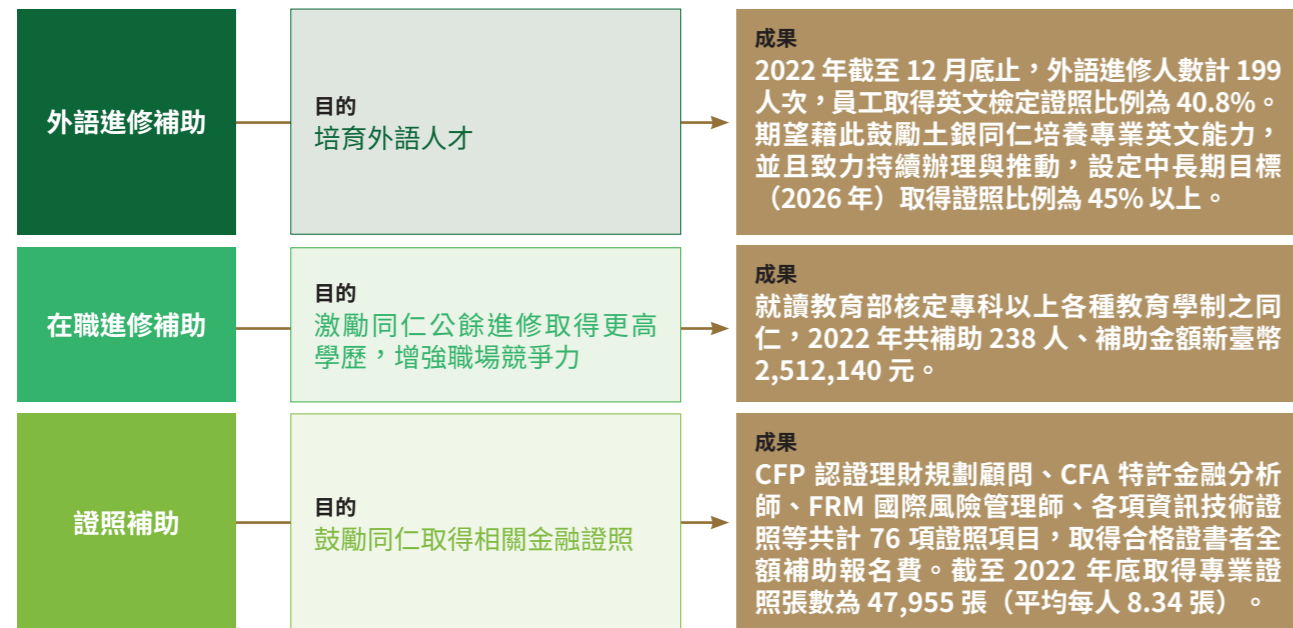 外語進修補助
目的
培育外語人才
成果
2022 年截至 12 月底止，外語進修人數計 199
人次，員工取得英文檢定證照比例為 40.8%。
期望藉此鼓勵土銀同仁培養專業英文能力，
並且致力持續辦理與推動，設定中長期目標
（2026 年）取得證照比例為 45% 以上。
在職進修補助
目的
激勵同仁公餘進修取得更高
學歷，增強職場競爭力
成果
就讀教育部核定專科以上各種教育學制之同
仁，2022 年共補助 238 人、補助金額新臺幣
2,512,140 元。
證照補助
目的
鼓勵同仁取得相關金融證照
成果
CFP 認證理財規劃顧問、CFA 特許金融分析
師、FRM 國際風險管理師、各項資訊技術證
照等共計 76 項證照項目，取得合格證書者全
額補助報名費。截至 2022 年底取得專業證
照張數為 47,955 張（平均每人 8.34 張）。